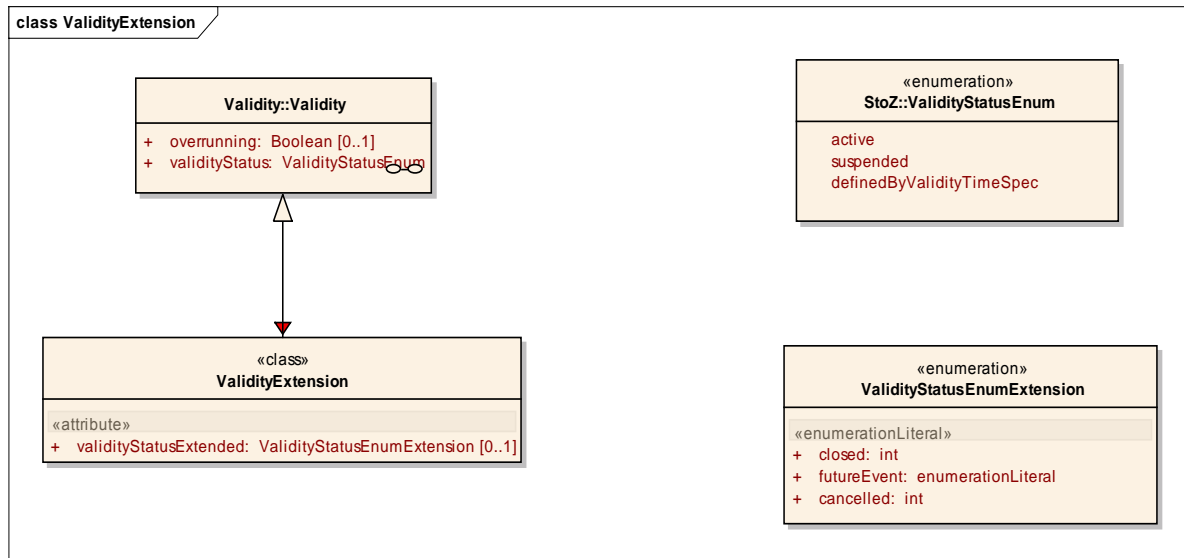 class ValidityExtension
Validity::Validity
+ overrunning: Boolean [0..1]
+ validityStatus: ValidityStatusEnum
«enumeration»
StoZ::ValidityStatusEnum
active
suspended
definedByValidityTimeSpec
«class»
ValidityExtension
«attribute»
+ validityStatusExtended: ValidityStatusEnumExtension [0..1]
«enumeration»
ValidityStatusEnumExtension
«enumerationLiteral»
+ closed: int
+ futureEvent: enumerationLiteral
+ cancelled: int